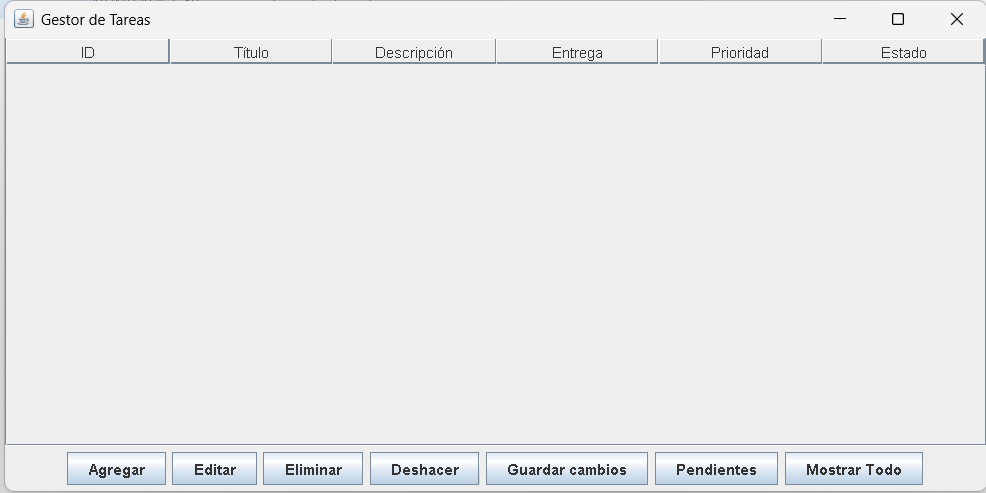 Gestor de Tareas
ID Título Descripción Entrega Prioridad Estado
Agregar Editar Eliminar Deshacer Guardar cambios Pendientes Mostrar Todo